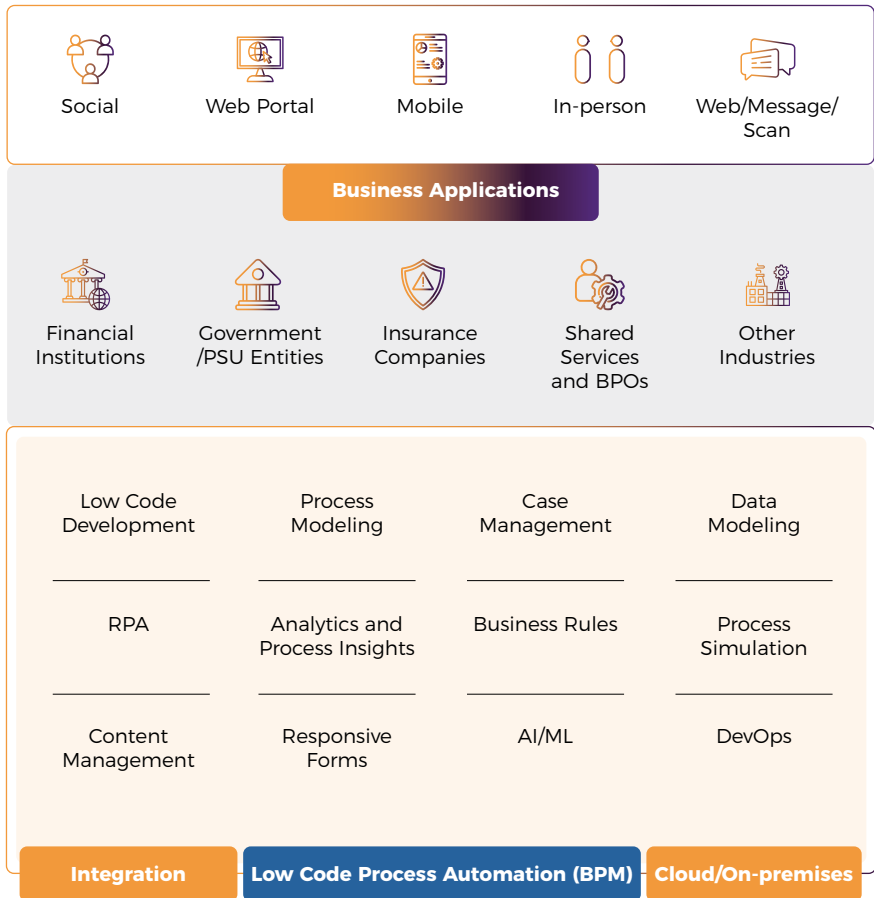 Social
Web Portal
Mobile
In-person
Web/Message/
Scan
Business Applications
Financial
Institutions
Government
/PSU Entities
Insurance
Companies
Shared
Services
and BPOs
Other
Industries
Low Code
Development
Process
Modeling
Case
Management
Data
Modeling
RPA
Analytics and
Process Insights
Business Rules
Process
Simulation
Content
Management
Responsive
Forms
AI/ML
DevOps
Integration
Low Code Process Automation (BPM)
Cloud/On-premises